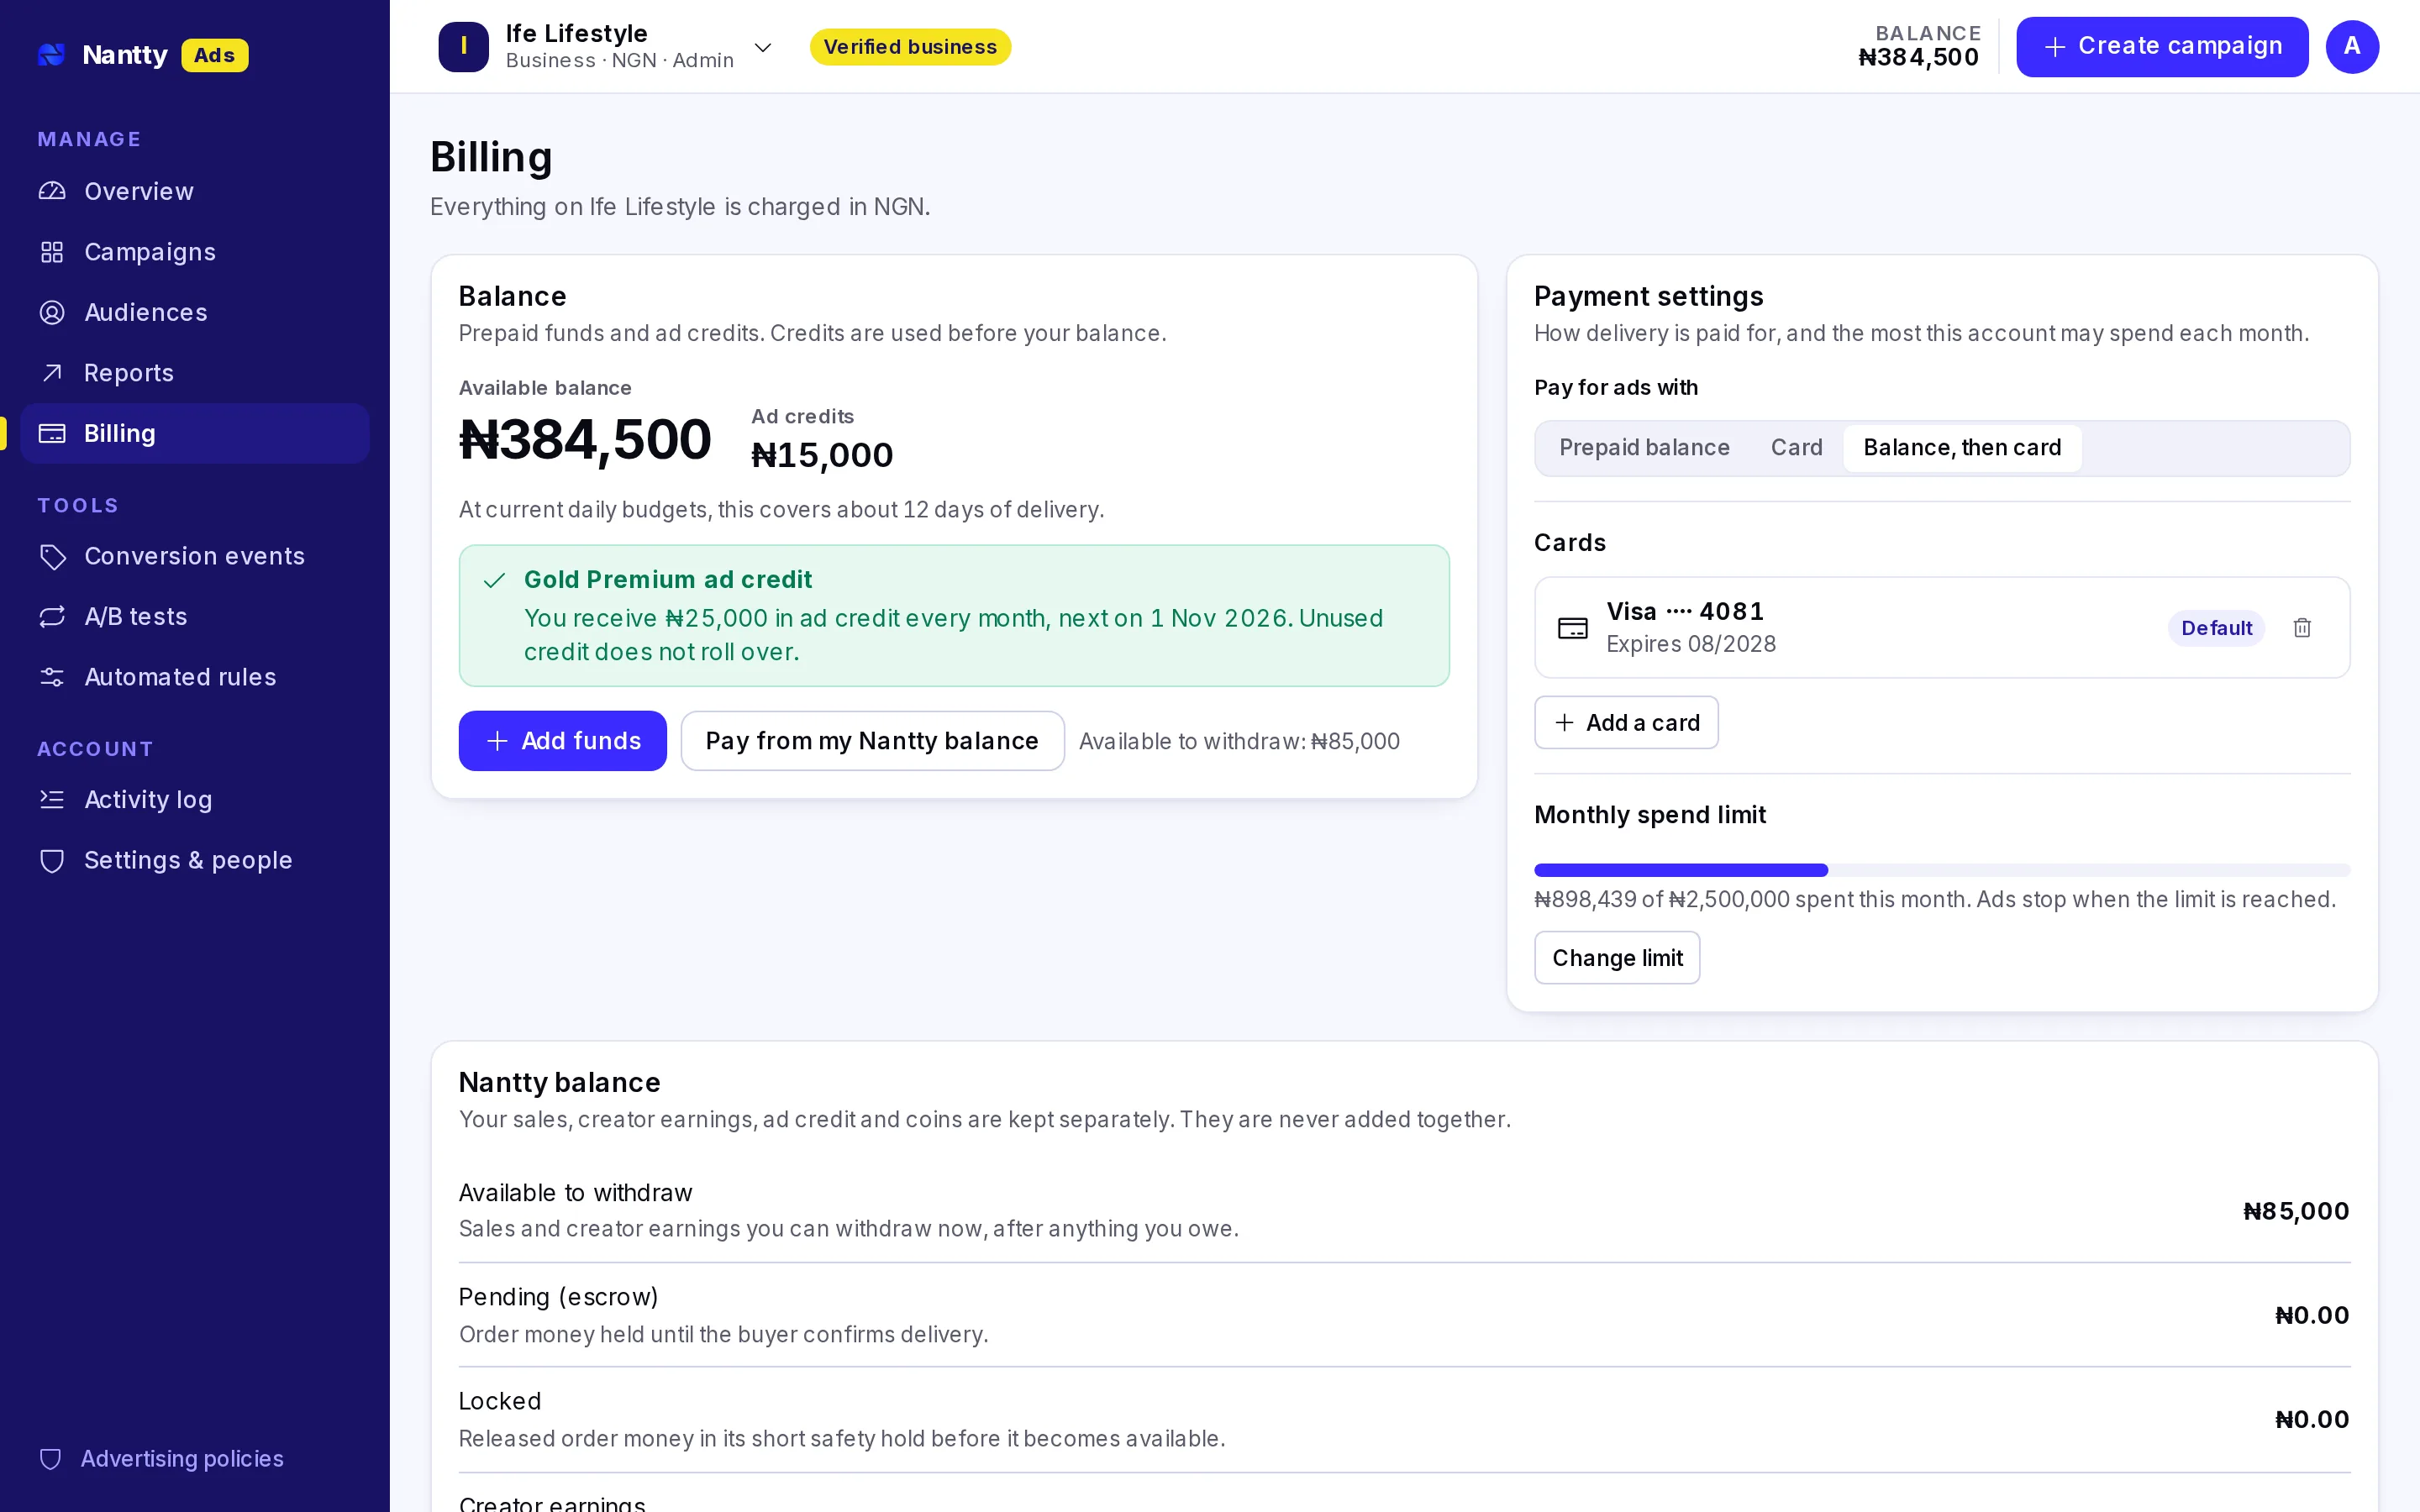 Nantty Ads
MANAGE
Overview
Campaigns
Audiences
Reports
Billing
TOOLS
Conversion events
A/B tests
Automated rules
ACCOUNT
Activity log
Settings & people
Advertising policies
I
Ife Lifestyle
Business · NGN · Admin
Verified business
BALANCE
₦384,500
Create campaign
A
Billing
Everything on Ife Lifestyle is charged in NGN.
Balance
Prepaid funds and ad credits. Credits are used before your balance.
Available balance
₦384,500
Ad credits
₦15,000
At current daily budgets, this covers about 12 days of delivery.
Gold Premium ad credit
You receive ₦25,000 in ad credit every month, next on 1 Nov 2026. Unused
credit does not roll over.
Add funds
Pay from my Nantty balance
Available to withdraw: ₦85,000
Payment settings
How delivery is paid for, and the most this account may spend each month.
Pay for ads with
Prepaid balance
Card
Balance, then card
Cards
Visa ···· 4081
Expires 08/2028
Default
Add a card
Monthly spend limit
₦898,439 of ₦2,500,000 spent this month. Ads stop when the limit is reached.
Change limit
Nantty balance
Your sales, creator earnings, ad credit and coins are kept separately. They are never added together.
Available to withdraw
Sales and creator earnings you can withdraw now, after anything you owe.
₦85,000
Pending (escrow)
Order money held until the buyer confirms delivery.
₦0.00
Locked
Released order money in its short safety hold before it becomes available.
₦0.00
Creator earnings